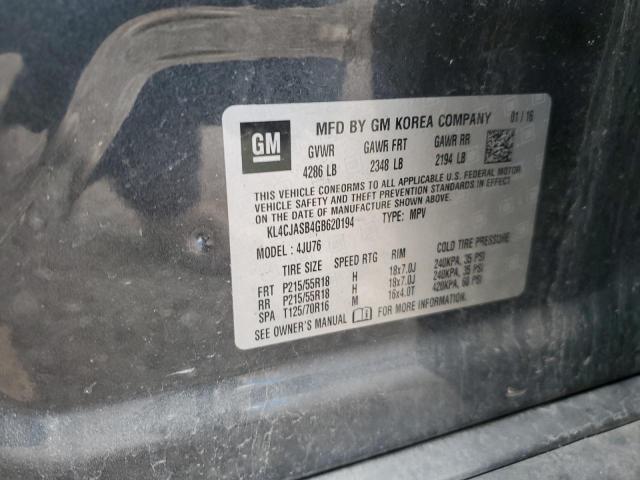 GM
MFD BY GM KOREA COMPANY 01/16
GVWR GAWR FRT GAWR RR
4286 LB 2348 LB 2194 LB
THIS VEHICLE CONFORMS TO ALL APPLICABLE U.S. FEDERAL MOTOR
VEHICLE SAFETY AND THEFT PREVENTION STANDARDS IN EFFECT ON
THE DATE OF MANUFACTURE SHOWN ABOVE.
KL4CJASB4GB620194 TYPE: MPV
MODEL : 4JU76
TIRE SIZE SPEED RTG RIM COLD TIRE PRESSURE
FRT P215/55R18 H 18x7.0J 240KPA, 35 PSI
RR P215/55R18 H 18x7.0J 240KPA, 35 PSI
SPA T125/70R16 M 16x4.0T 420KPA, 60 PSI
SEE OWNER'S MANUAL FOR MORE INFORMATION.